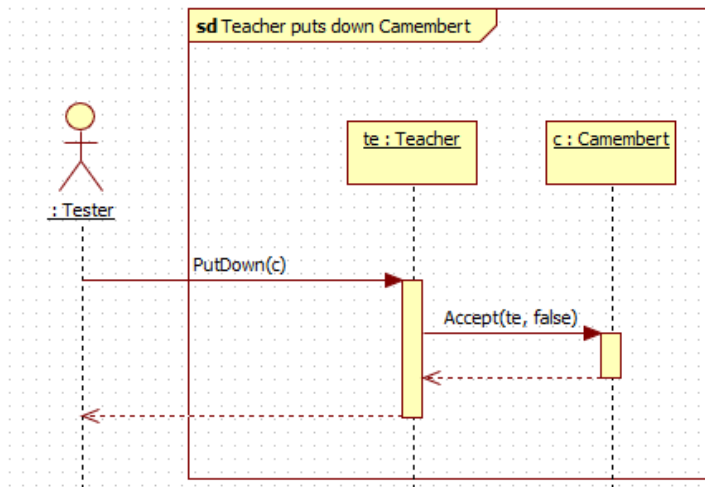 sd Teacher puts down Camembert
te : Teacher
c : Camembert
: Tester
PutDown(c)
Accept(te, false)